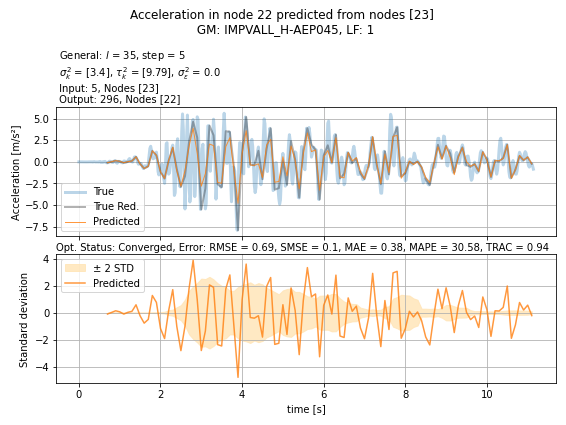 Acceleration in node 22 predicted from nodes [23]
GM: IMPVALL_H-AEP045, LF: 1
General: l = 35, step = 5
σ²ₖ = [3.4], τ²ₖ = [9.79], σ²ε = 0.0
Input: 5, Nodes [23]
Output: 296, Nodes [22]
Acceleration [m/s²]
5.0
2.5
0.0
−2.5
−5.0
−7.5
True
True Red.
Predicted
Opt. Status: Converged, Error: RMSE = 0.69, SMSE = 0.1, MAE = 0.38, MAPE = 30.58, TRAC = 0.94
Standard deviation
4
2
0
−2
−4
± 2 STD
Predicted
0 2 4 6 8 10
time [s]